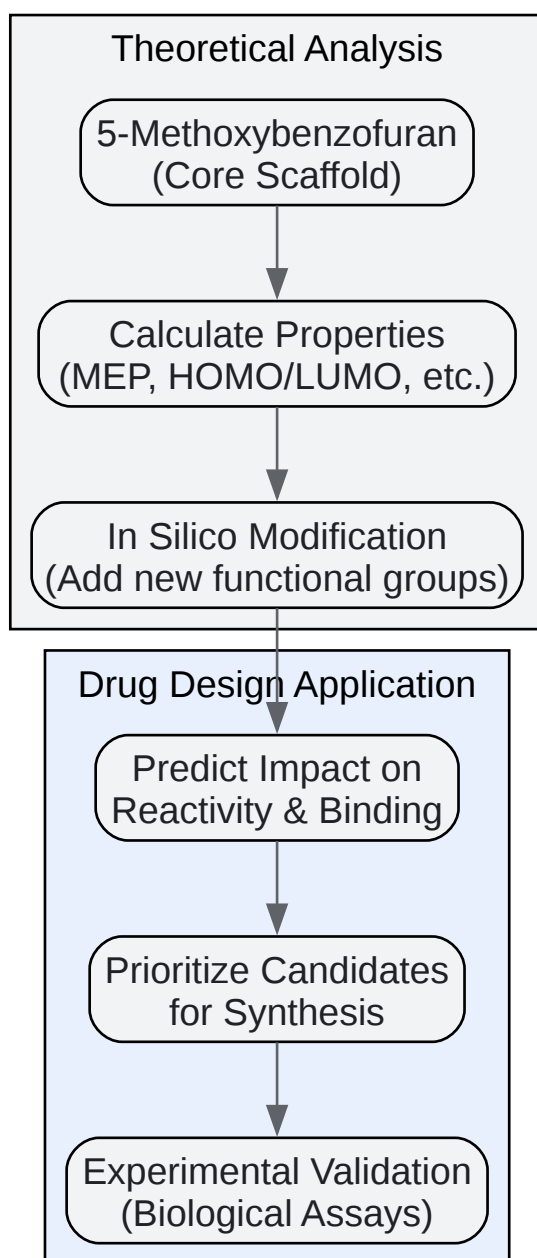 Theoretical Analysis
5-Methoxybenzofuran
(Core Scaffold)
Calculate Properties
(MEP, HOMO/LUMO, etc.)
In Silico Modification
(Add new functional groups)
Drug Design Application
Predict Impact on
Reactivity & Binding
Prioritize Candidates
for Synthesis
Experimental Validation
(Biological Assays)